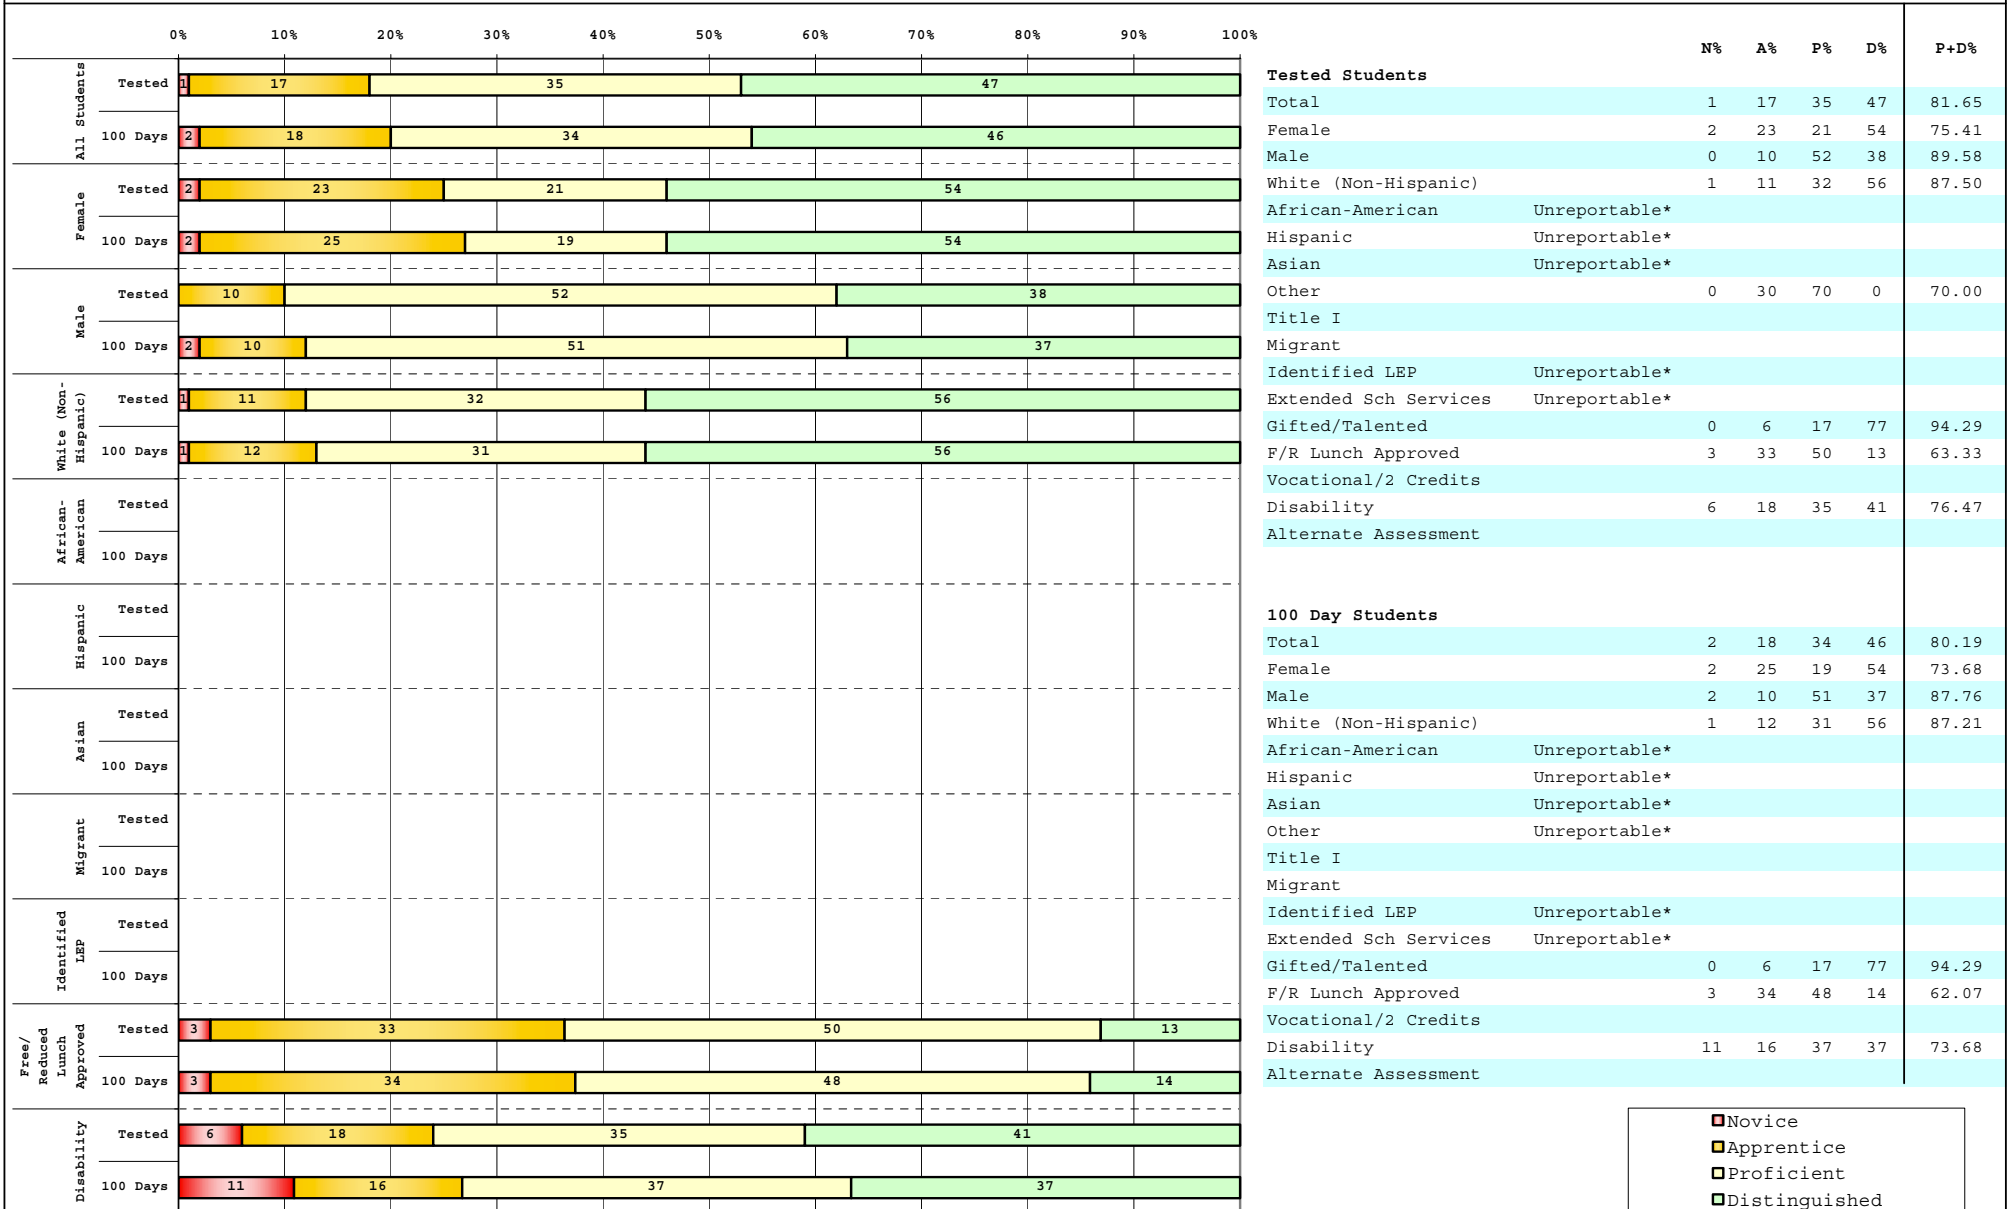 0% 10% 20% 30% 40% 50% 60% 70% 80% 90% 100%
All Students
Tested 1 17 35 47
100 Days 2 18 34 46
Female
Tested 2 23 21 54
100 Days 2 25 19 54
Male
Tested 10 52 38
100 Days 2 10 51 37
White (Non-
Hispanic)
Tested 1 11 32 56
100 Days 1 12 31 56
African-
American
Tested
100 Days
Hispanic
Tested
100 Days
Asian
Tested
100 Days
Migrant
Tested
100 Days
Identified
LEP
Tested
100 Days
Free/
Reduced
Lunch
Approved
Tested 3 33 50 13
100 Days 3 34 48 14
Disability
Tested 6 18 35 41
100 Days 11 16 37 37
N% A% P% D% P+D%
Tested Students
Total 1 17 35 47 81.65
Female 2 23 21 54 75.41
Male 0 10 52 38 89.58
White (Non-Hispanic) 1 11 32 56 87.50
African-American Unreportable*
Hispanic Unreportable*
Asian Unreportable*
Other 0 30 70 0 70.00
Title I
Migrant
Identified LEP Unreportable*
Extended Sch Services Unreportable*
Gifted/Talented 0 6 17 77 94.29
F/R Lunch Approved 3 33 50 13 63.33
Vocational/2 Credits
Disability 6 18 35 41 76.47
Alternate Assessment
100 Day Students
Total 2 18 34 46 80.19
Female 2 25 19 54 73.68
Male 2 10 51 37 87.76
White (Non-Hispanic) 1 12 31 56 87.21
African-American Unreportable*
Hispanic Unreportable*
Asian Unreportable*
Other Unreportable*
Title I
Migrant
Identified LEP Unreportable*
Extended Sch Services Unreportable*
Gifted/Talented 0 6 17 77 94.29
F/R Lunch Approved 3 34 48 14 62.07
Vocational/2 Credits
Disability 11 16 37 37 73.68
Alternate Assessment
Novice
Apprentice
Proficient
Distinguished